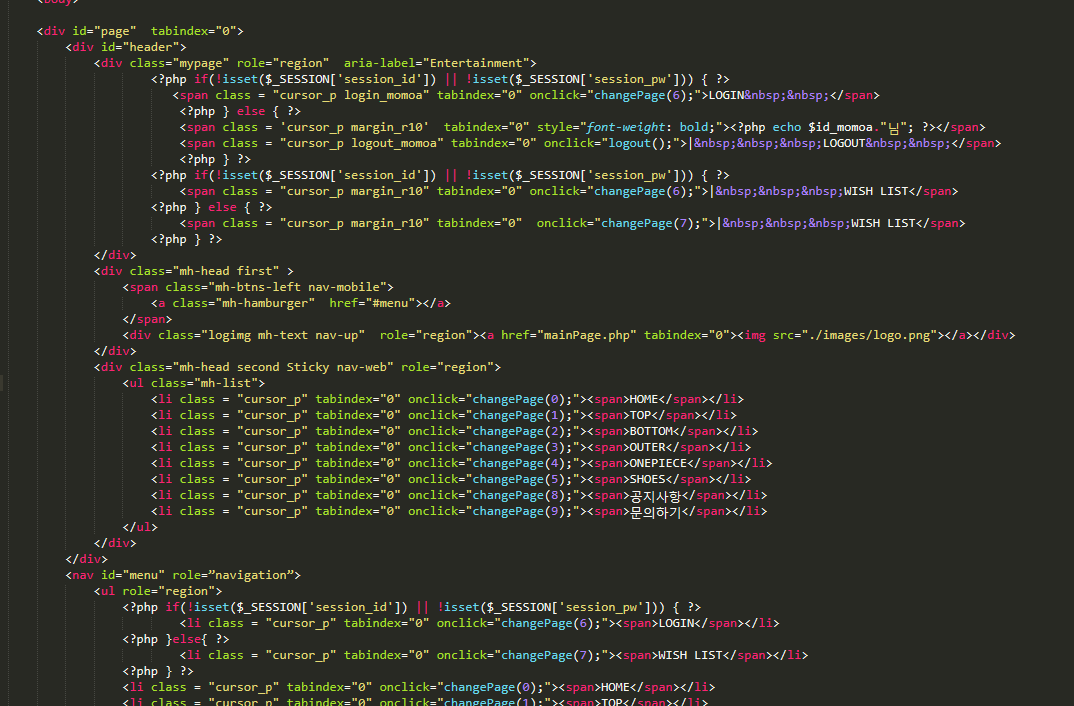 <body>
<div id="page"  tabindex="0">
<div id="header">
<div class="mypage" role="region"  aria-label="Entertainment">
<?php if(!isset($_SESSION['session_id']) || !isset($_SESSION['session_pw'])) { ?>
<span class = "cursor_p login_momoa" tabindex="0" onclick="changePage(6);">LOGIN&nbsp;&nbsp;</span>
<?php } else { ?>
<span class = 'cursor_p margin_r10'  tabindex="0" style="font-weight: bold;"><?php echo $id_momoa."님"; ?></span>
<span class = "cursor_p logout_momoa" tabindex="0" onclick="logout();">|&nbsp;&nbsp;&nbsp;LOGOUT&nbsp;&nbsp;</span>
<?php } ?>
<?php if(!isset($_SESSION['session_id']) || !isset($_SESSION['session_pw'])) { ?>
<span class = "cursor_p margin_r10" tabindex="0" onclick="changePage(6);">|&nbsp;&nbsp;&nbsp;WISH LIST</span>
<?php } else { ?>
<span class = "cursor_p margin_r10" tabindex="0"  onclick="changePage(7);">|&nbsp;&nbsp;&nbsp;WISH LIST</span>
<?php } ?>
</div>
<div class="mh-head first" >
<span class="mh-btns-left nav-mobile">
<a class="mh-hamburger"  href="#menu"></a>
</span>
<div class="logimg mh-text nav-up"  role="region"><a href="mainPage.php" tabindex="0"><img src="./images/logo.png"></a></div>
</div>
<div class="mh-head second Sticky nav-web" role="region">
<ul class="mh-list">
<li class = "cursor_p" tabindex="0" onclick="changePage(0);"><span>HOME</span></li>
<li class = "cursor_p" tabindex="0" onclick="changePage(1);"><span>TOP</span></li>
<li class = "cursor_p" tabindex="0" onclick="changePage(2);"><span>BOTTOM</span></li>
<li class = "cursor_p" tabindex="0" onclick="changePage(3);"><span>OUTER</span></li>
<li class = "cursor_p" tabindex="0" onclick="changePage(4);"><span>ONEPIECE</span></li>
<li class = "cursor_p" tabindex="0" onclick="changePage(5);"><span>SHOES</span></li>
<li class = "cursor_p" tabindex="0" onclick="changePage(8);"><span>공지사항</span></li>
<li class = "cursor_p" tabindex="0" onclick="changePage(9);"><span>문의하기</span></li>
</ul>
</div>
</div>
<nav id="menu" role=”navigation”>
<ul role="region">
<?php if(!isset($_SESSION['session_id']) || !isset($_SESSION['session_pw'])) { ?>
<li class = "cursor_p" tabindex="0" onclick="changePage(6);"><span>LOGIN</span></li>
<?php }else{ ?>
<li class = "cursor_p" tabindex="0" onclick="changePage(7);"><span>WISH LIST</span></li>
<?php } ?>
<li class = "cursor_p" tabindex="0" onclick="changePage(0);"><span>HOME</span></li>
<li class = "cursor_p" tabindex="0" onclick="changePage(1);"><span>TOP</span></li>